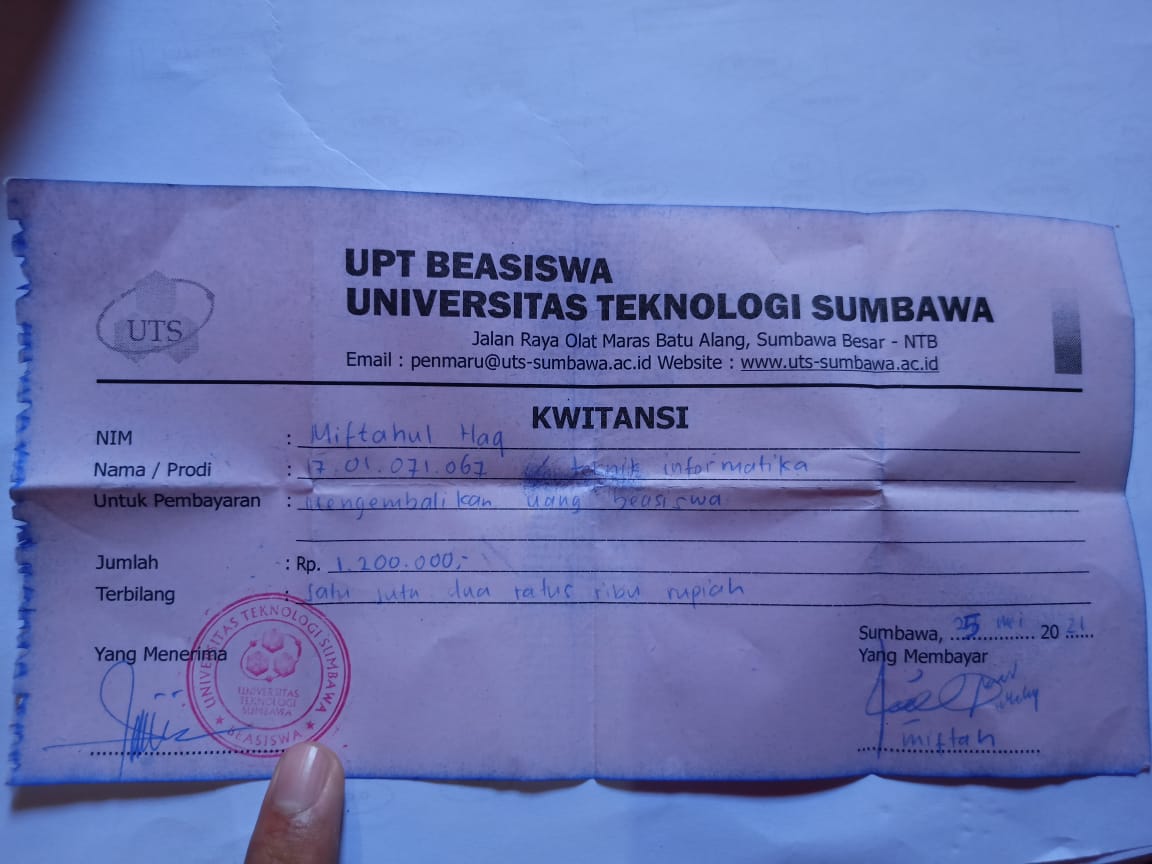 UTS
UPT BEASISWA
UNIVERSITAS TEKNOLOGI SUMBAWA
Jalan Raya Olat Maras Batu Alang, Sumbawa Besar - NTB
Email : penmaru@uts-sumbawa.ac.id Website : www.uts-sumbawa.ac.id
KWITANSI
NIM : Miftahul Haq
Nama / Prodi : 17.01.071.067 teknik informatika
Untuk Pembayaran : mengembalikan uang beasiswa
Jumlah : Rp. 1.200.000,-
Terbilang : satu juta dua ratus ribu rupiah
Sumbawa, 25 Mei 2021
Yang Menerima
Yang Membayar
UNIVERSITAS TEKNOLOGI SUMBAWA
UNIVERSITAS
TEKNOLOGI
SUMBAWA
★ BEASISWA ★
miftah